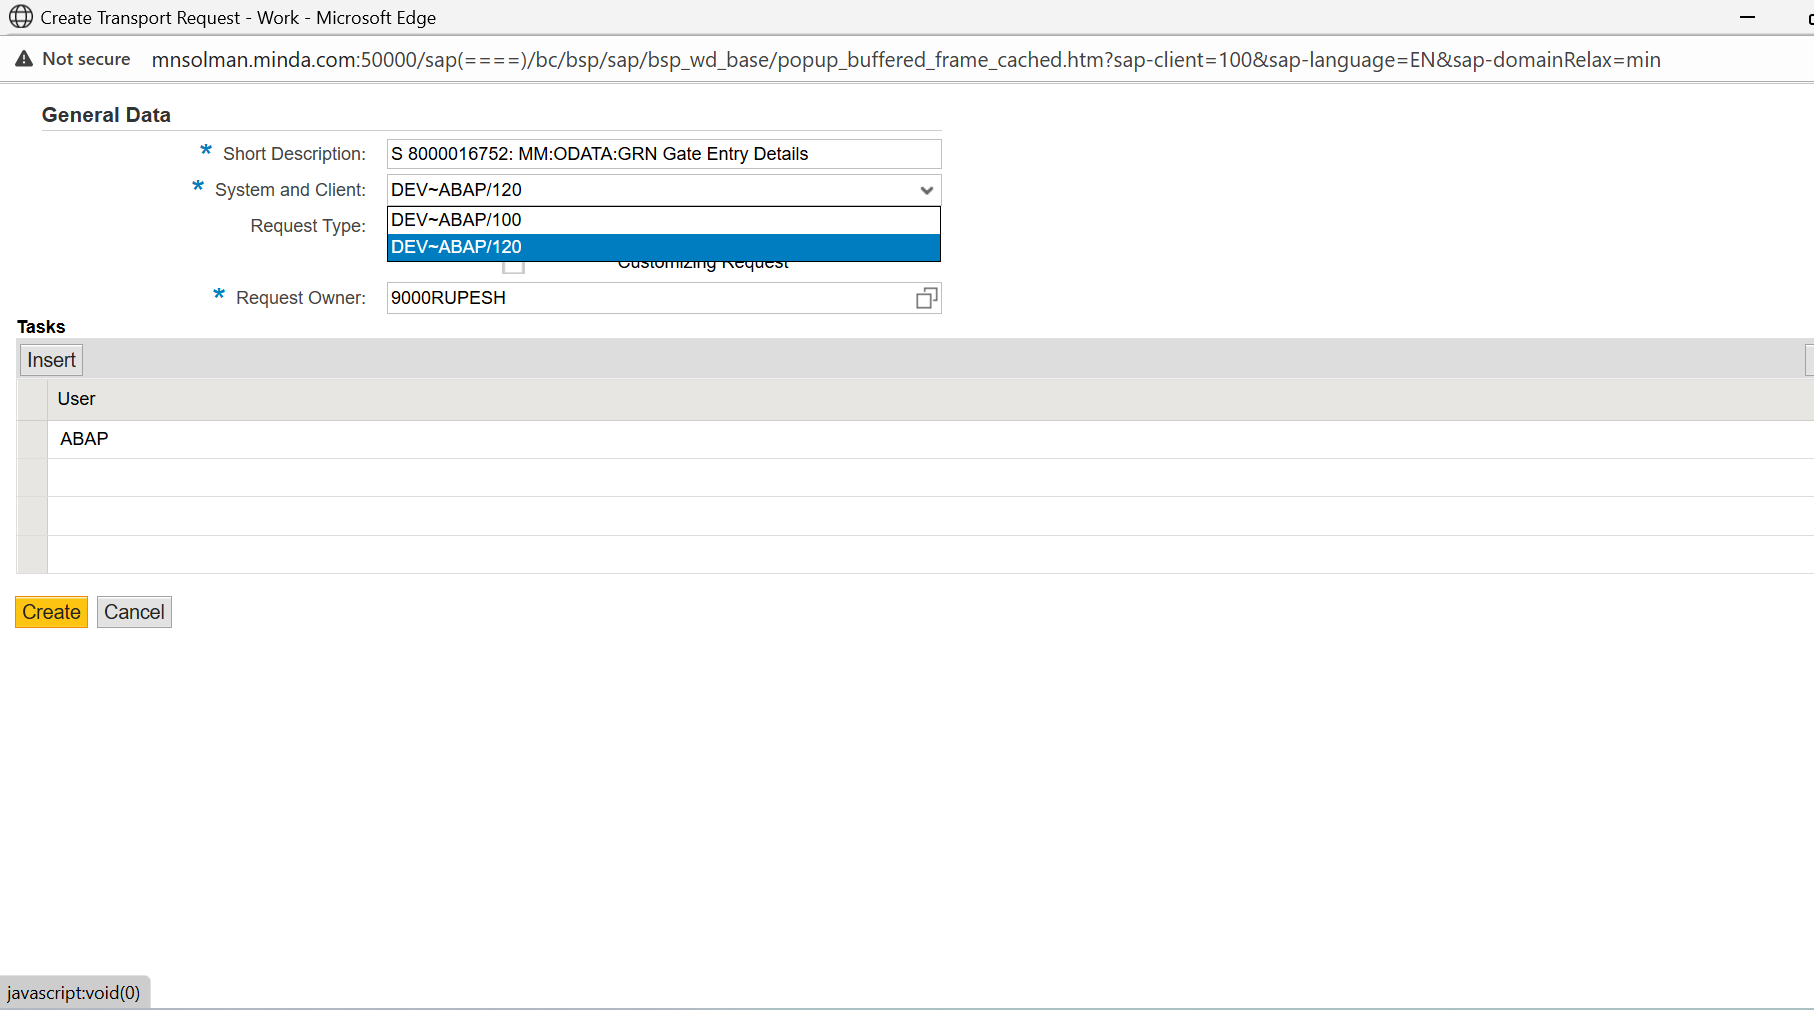 Create Transport Request - Work - Microsoft Edge
Not secure mnsolman.minda.com:50000/sap(====)/bc/bsp/sap/bsp_wd_base/popup_buffered_frame_cached.htm?sap-client=100&sap-language=EN&sap-domainRelax=min
General Data
* Short Description: S 8000016752: MM:ODATA:GRN Gate Entry Details
* System and Client: DEV~ABAP/120
DEV~ABAP/100
Request Type:
DEV~ABAP/120
Customizing Request
* Request Owner: 9000RUPESH
Tasks
Insert
User
ABAP
Create Cancel
javascript:void(0)